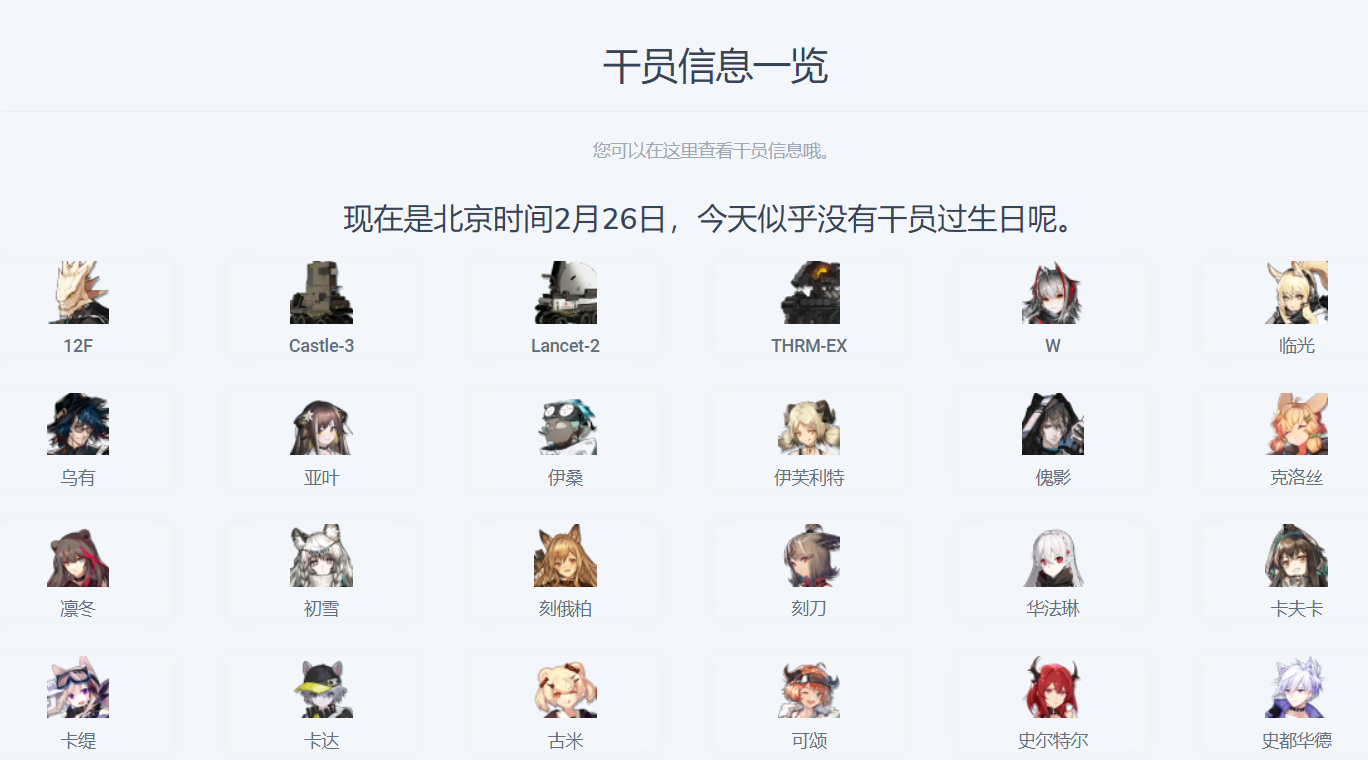 干员信息一览
您可以在这里查看干员信息哦。
现在是北京时间2月26日，今天似乎没有干员过生日呢。
12F Castle-3 Lancet-2 THRM-EX W 临光
乌有 亚叶 伊桑 伊芙利特 傀影 克洛丝
凛冬 初雪 刻俄柏 刻刀 华法琳 卡夫卡
卡缇 卡达 古米 可颂 史尔特尔 史都华德